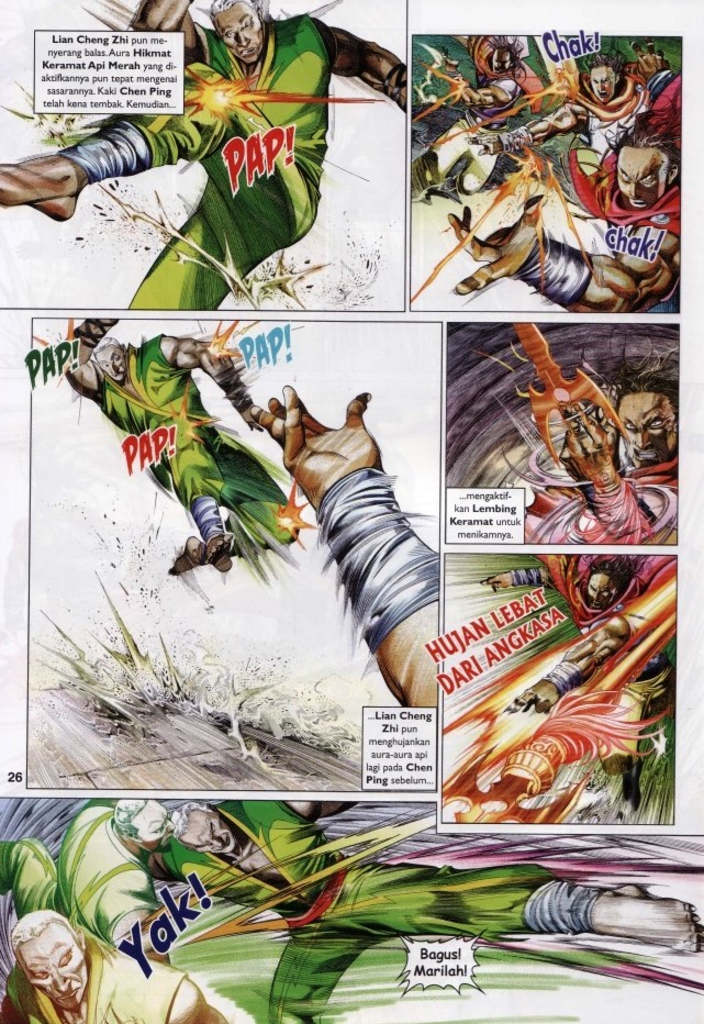 Lian Cheng Zhi pun me-
nyerang balas. Aura Hikmat
Keramat Api Merah yang di-
aktifkannya pun tepat mengenai
sasarannya. Kaki Chen Ping
telah kena tembak. Kemudian...
PAP!
Chak!
Chak!
PAP!
PAP!
PAP!
...Lian Cheng
Zhi pun
menghujankan
aura-aura api
lagi pada Chen
Ping sebelum...
...mengaktif-
kan Lembing
Keramat untuk
menikamnya.
HUJAN LEBAT
DARI ANGKASA
26
Yak!
Bagus!
Marilah!